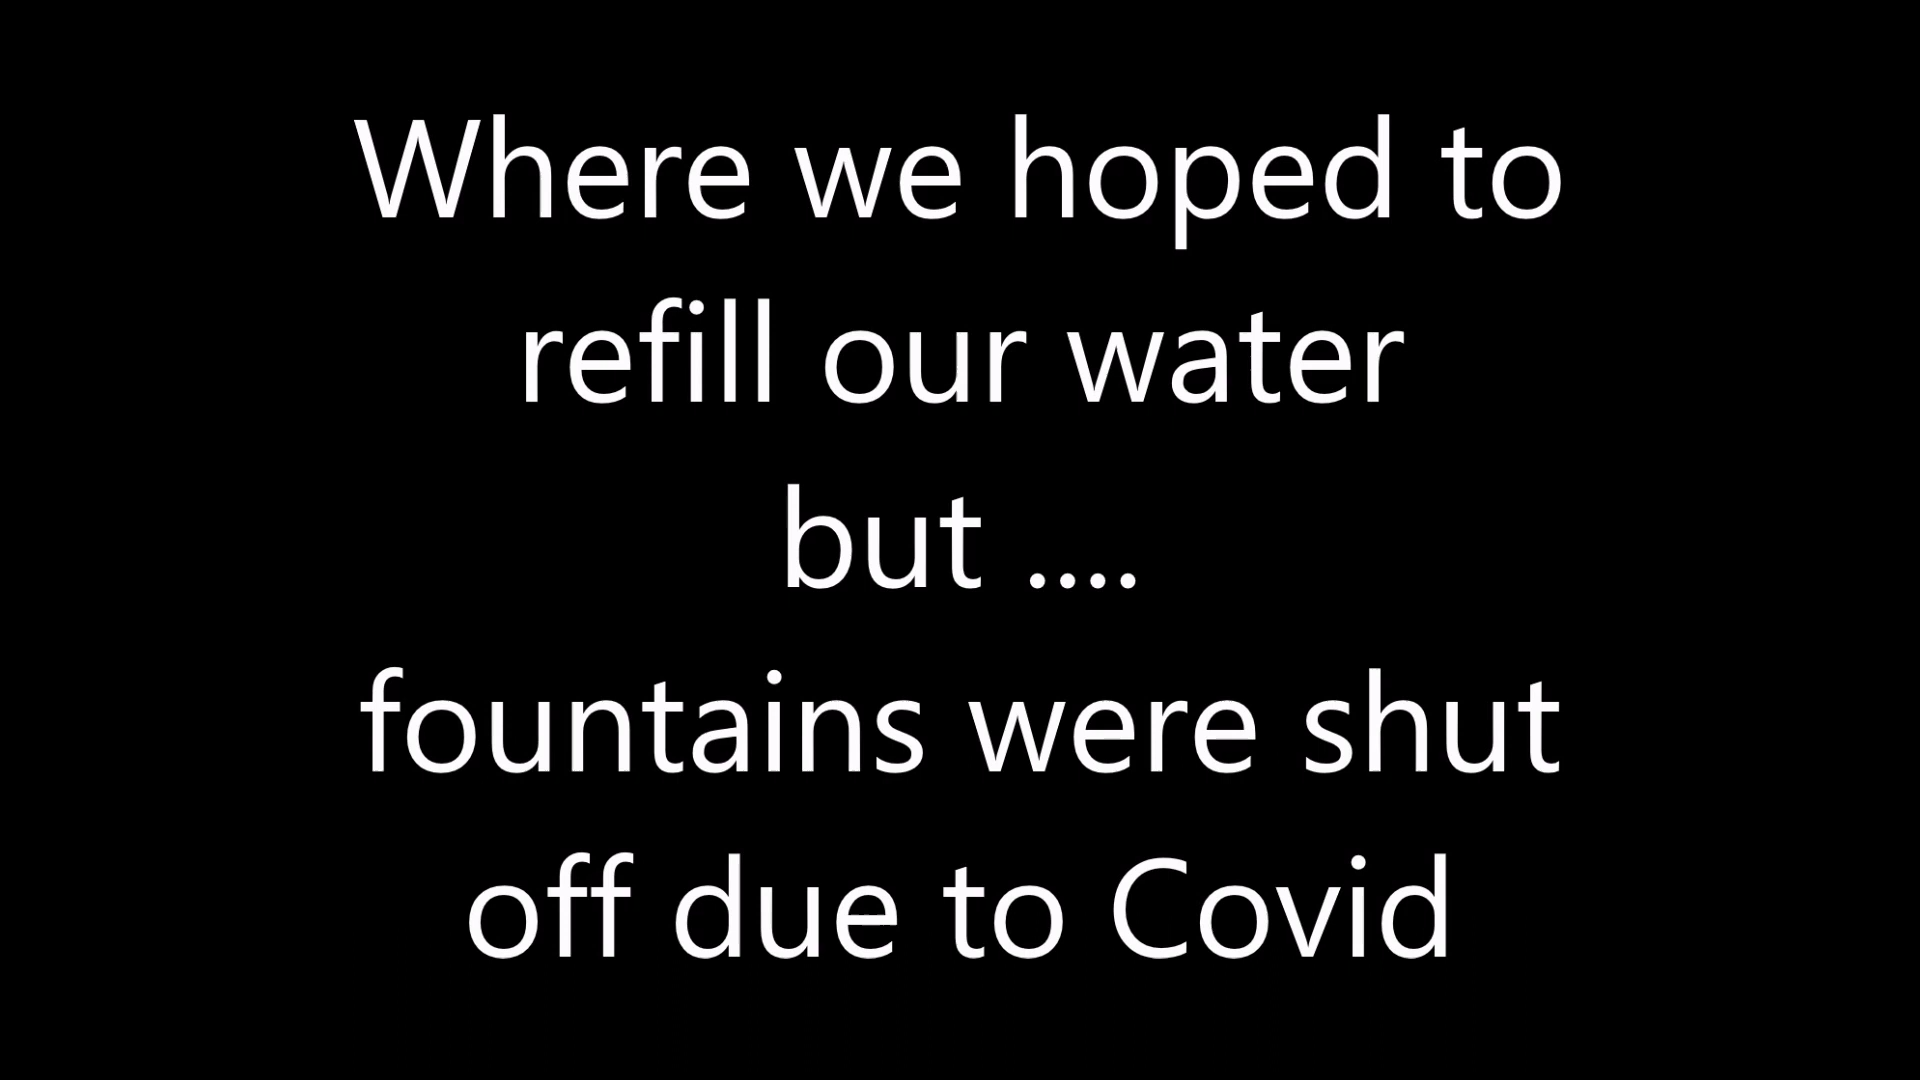 Where we hoped to
refill our water
but ....
fountains were shut
off due to Covid